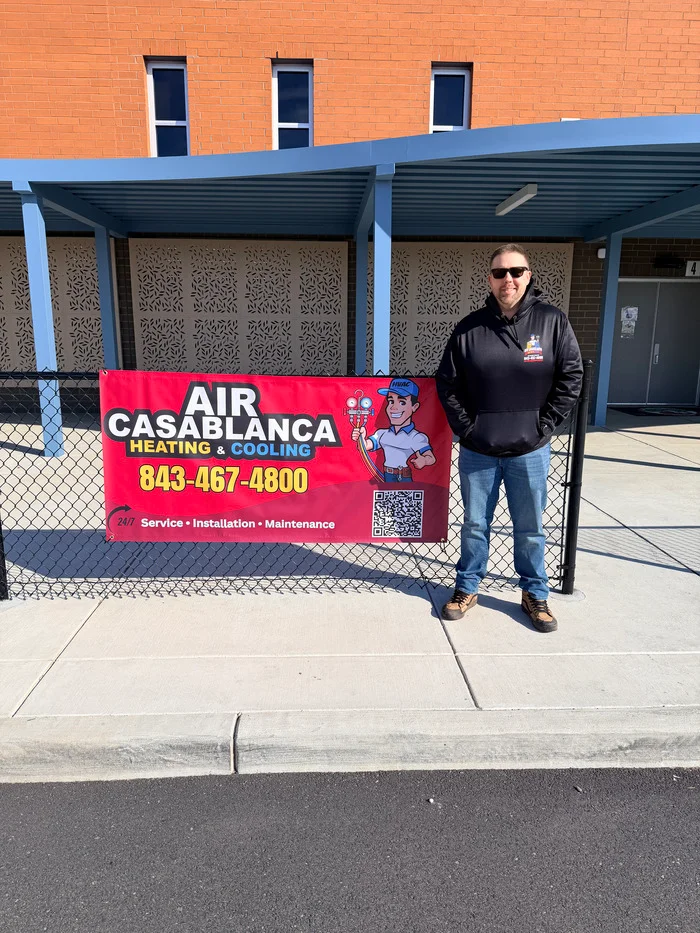 4
AIR
CASABLANCA
HEATING & COOLING
HVAC
843-467-4800
24/7 Service • Installation • Maintenance